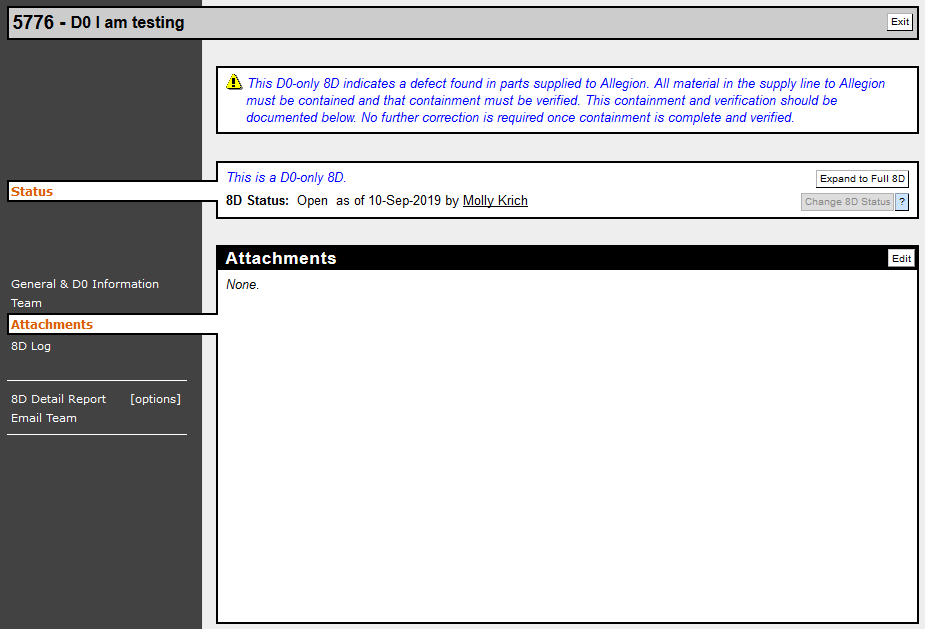 5776 - D0 I am testing
Exit
This D0-only 8D indicates a defect found in parts supplied to Allegion. All material in the supply line to Allegion
must be contained and that containment must be verified. This containment and verification should be
documented below. No further correction is required once containment is complete and verified.
Status
This is a D0-only 8D.
Expand to Full 8D
8D Status: Open as of 10-Sep-2019 by Molly Krich
Change 8D Status ?
Attachments
Edit
None.
General & D0 Information
Team
Attachments
8D Log
8D Detail Report [options]
Email Team